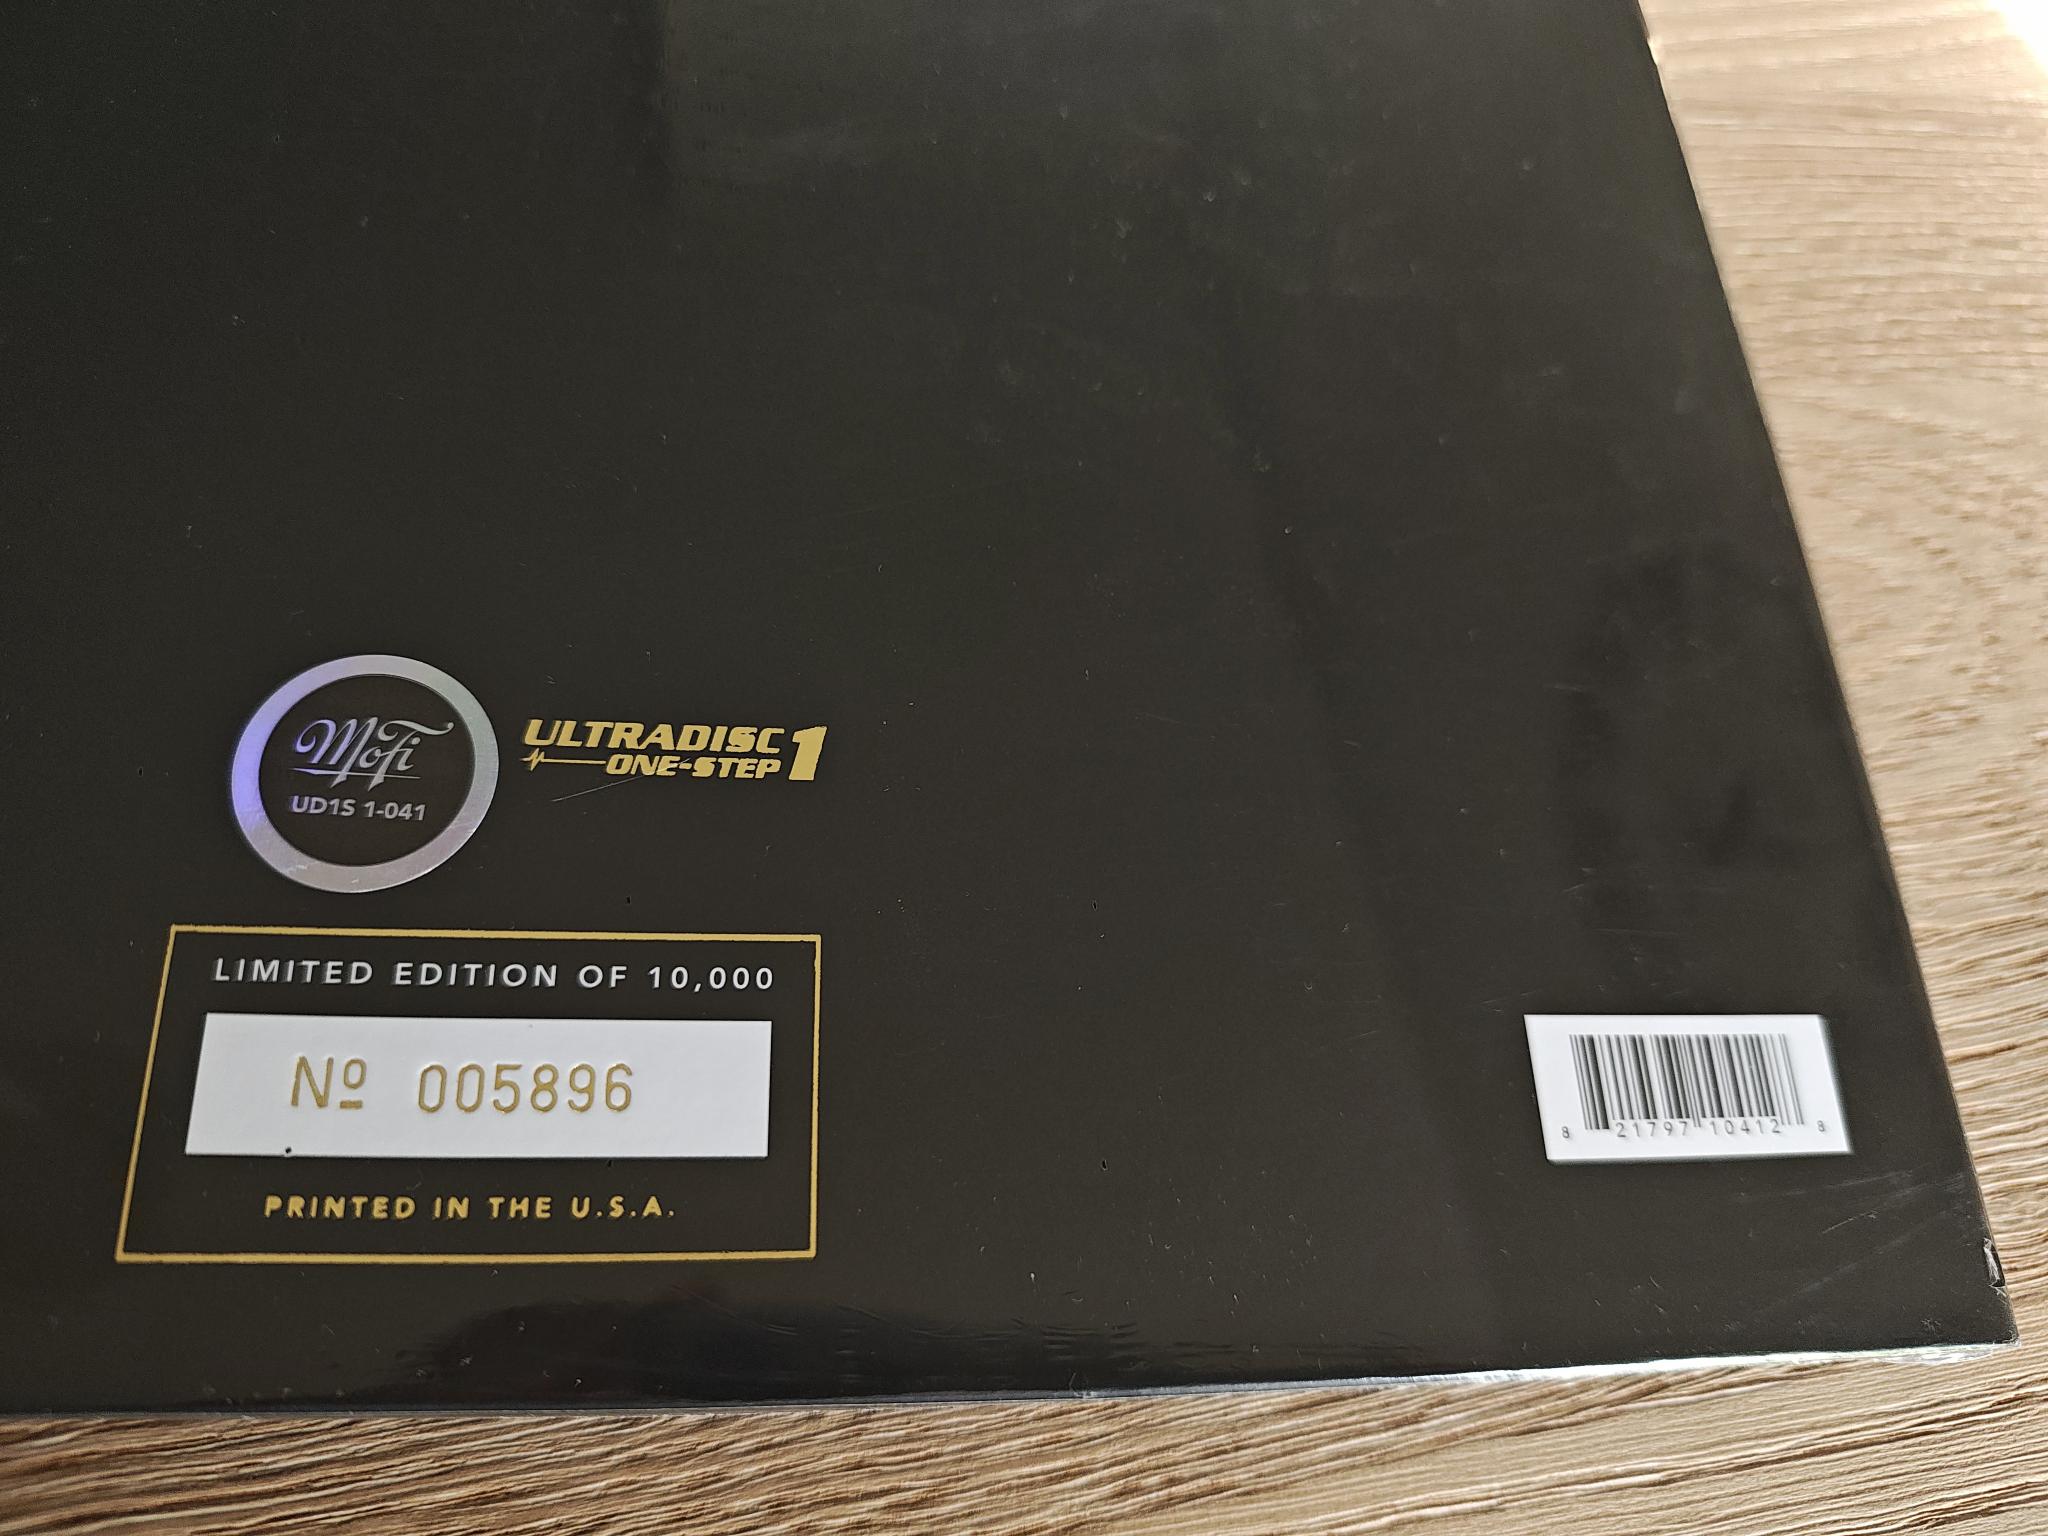 MoFi
UD1S 1-041
ULTRADISC
ONE-STEP 1
LIMITED EDITION OF 10,000
Nº 005896
PRINTED IN THE U.S.A.
8 21797 10412 8